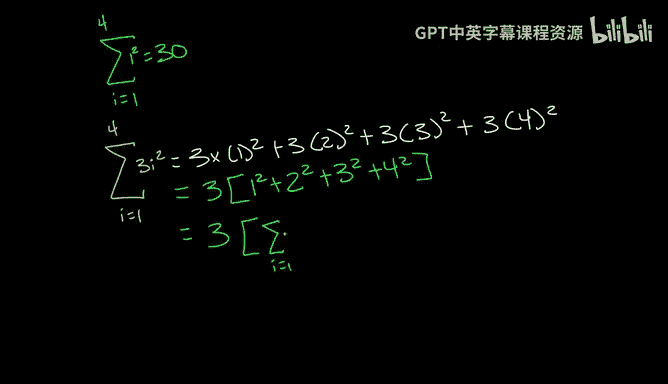 GPT中英字幕课程资源 bilibili
4
∑ i² = 30
i=1
4
∑ 3i² = 3×(1)² + 3(2)² + 3(3)² + 3(4)²
i=1
= 3[1² + 2² + 3² + 4²]
= 3[∑
i=1